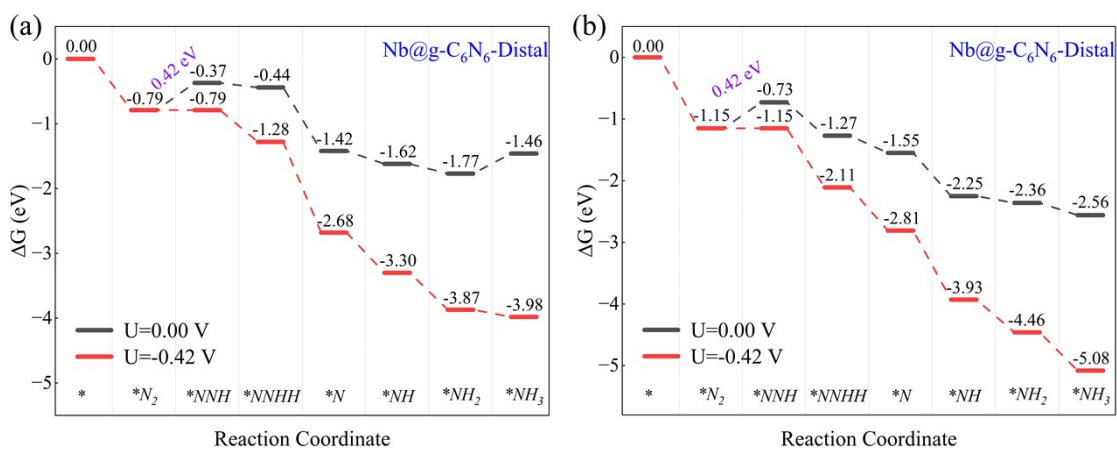 (a)
Nb@g-C₆N₆-Distal
ΔG (eV)
0
−1
−2
−3
−4
−5
0.00
0.42 eV
-0.79
-0.37
-0.44
-0.79
-1.28
-1.42
-1.62
-1.77
-1.46
-2.68
-3.30
-3.87
-3.98
U=0.00 V
U=-0.42 V
* *N₂ *NNH *NNHH *N *NH *NH₂ *NH₃
Reaction Coordinate
(b)
Nb@g-C₆N₆-Distal
ΔG (eV)
0
−1
−2
−3
−4
−5
0.00
0.42 eV
-1.15
-0.73
-1.15
-1.27
-1.55
-2.11
-2.25
-2.36
-2.56
-2.81
-3.93
-4.46
-5.08
U=0.00 V
U=-0.42 V
* *N₂ *NNH *NNHH *N *NH *NH₂ *NH₃
Reaction Coordinate